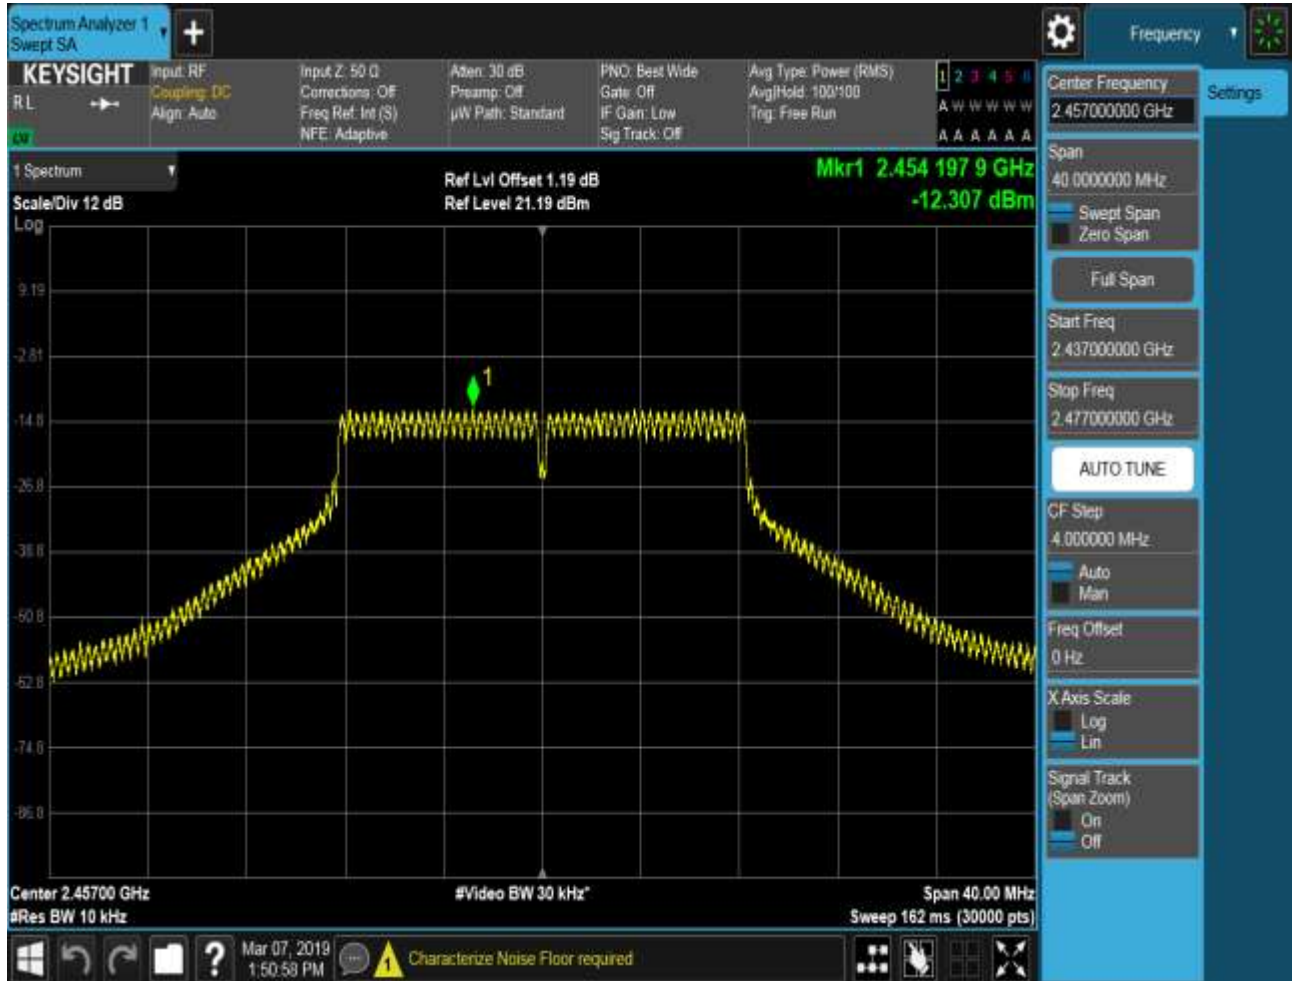 Spectrum Analyzer 1
Swept SA
+
Frequency
KEYSIGHT
RL
Input: RF
Coupling: DC
Align: Auto
Input Z: 50 Ω
Corrections: Off
Freq Ref: Int (S)
NFE: Adaptive
Atten: 30 dB
Preamp: Off
µW Path: Standard
PNO: Best Wide
Gate: Off
IF Gain: Low
Sig Track: Off
Avg Type: Power (RMS)
Avg|Hold: 100/100
Trig: Free Run
1 2 3 4 5 6
A W W W W W
A A A A A A
1 Spectrum
Scale/Div 12 dB
Log
Ref Lvl Offset 1.19 dB
Ref Level 21.19 dBm
Mkr1 2.454 197 9 GHz
-12.307 dBm
9.19
-2.81
1
-14.8
-26.8
-38.8
-50.8
-62.8
-74.8
-86.8
Center 2.45700 GHz
#Res BW 10 kHz
#Video BW 30 kHz*
Span 40.00 MHz
Sweep 162 ms (30000 pts)
Center Frequency
2.457000000 GHz
Settings
Span
40.0000000 MHz
Swept Span
Zero Span
Full Span
Start Freq
2.437000000 GHz
Stop Freq
2.477000000 GHz
AUTO TUNE
CF Step
4.000000 MHz
Auto
Man
Freq Offset
0 Hz
X Axis Scale
Log
Lin
Signal Track
(Span Zoom)
On
Off
?
Mar 07, 2019
1:50:58 PM
1
Characterize Noise Floor required